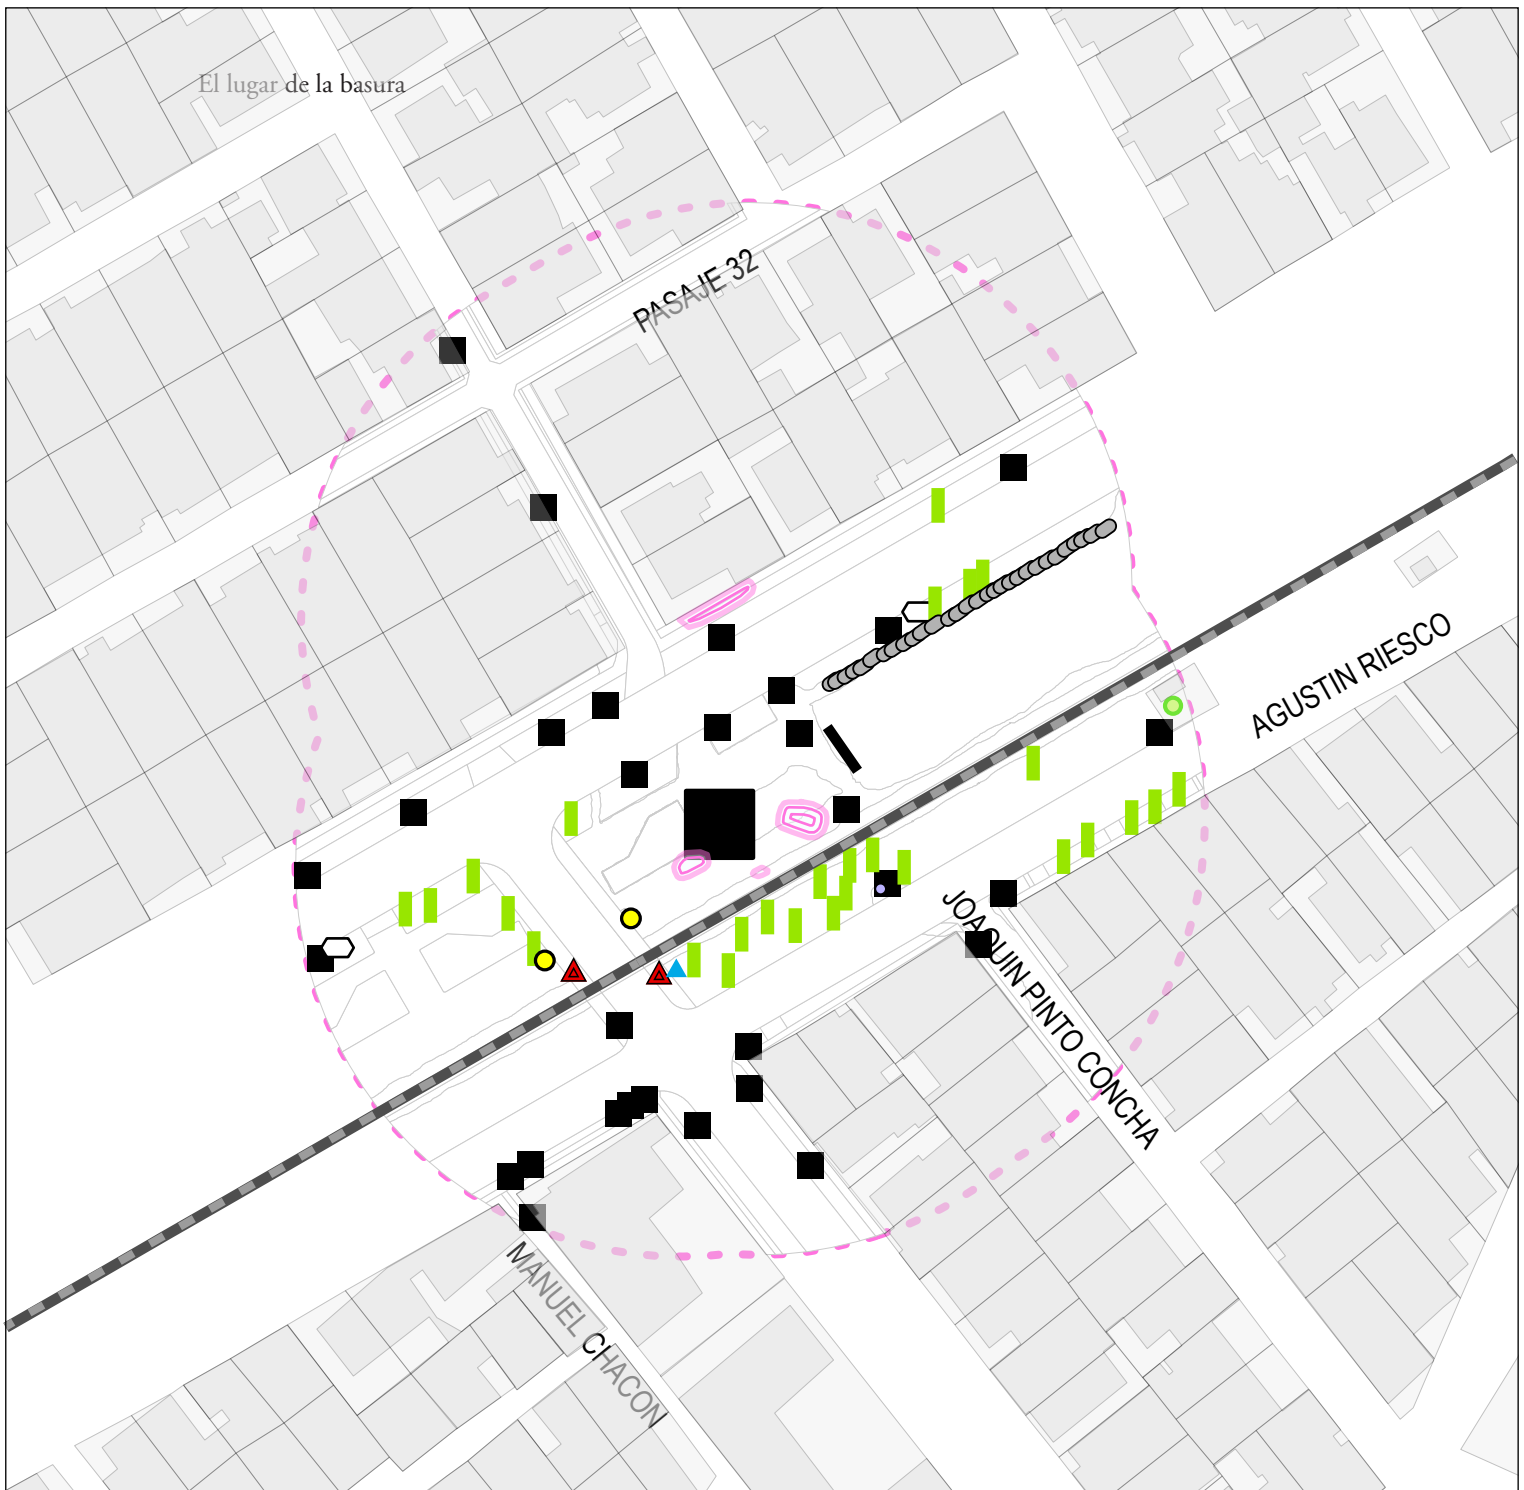 El lugar de la basura
PASAJE 32
AGUSTIN RIESCO
JOAQUIN PINTO CONCHA
MANUEL CHACON